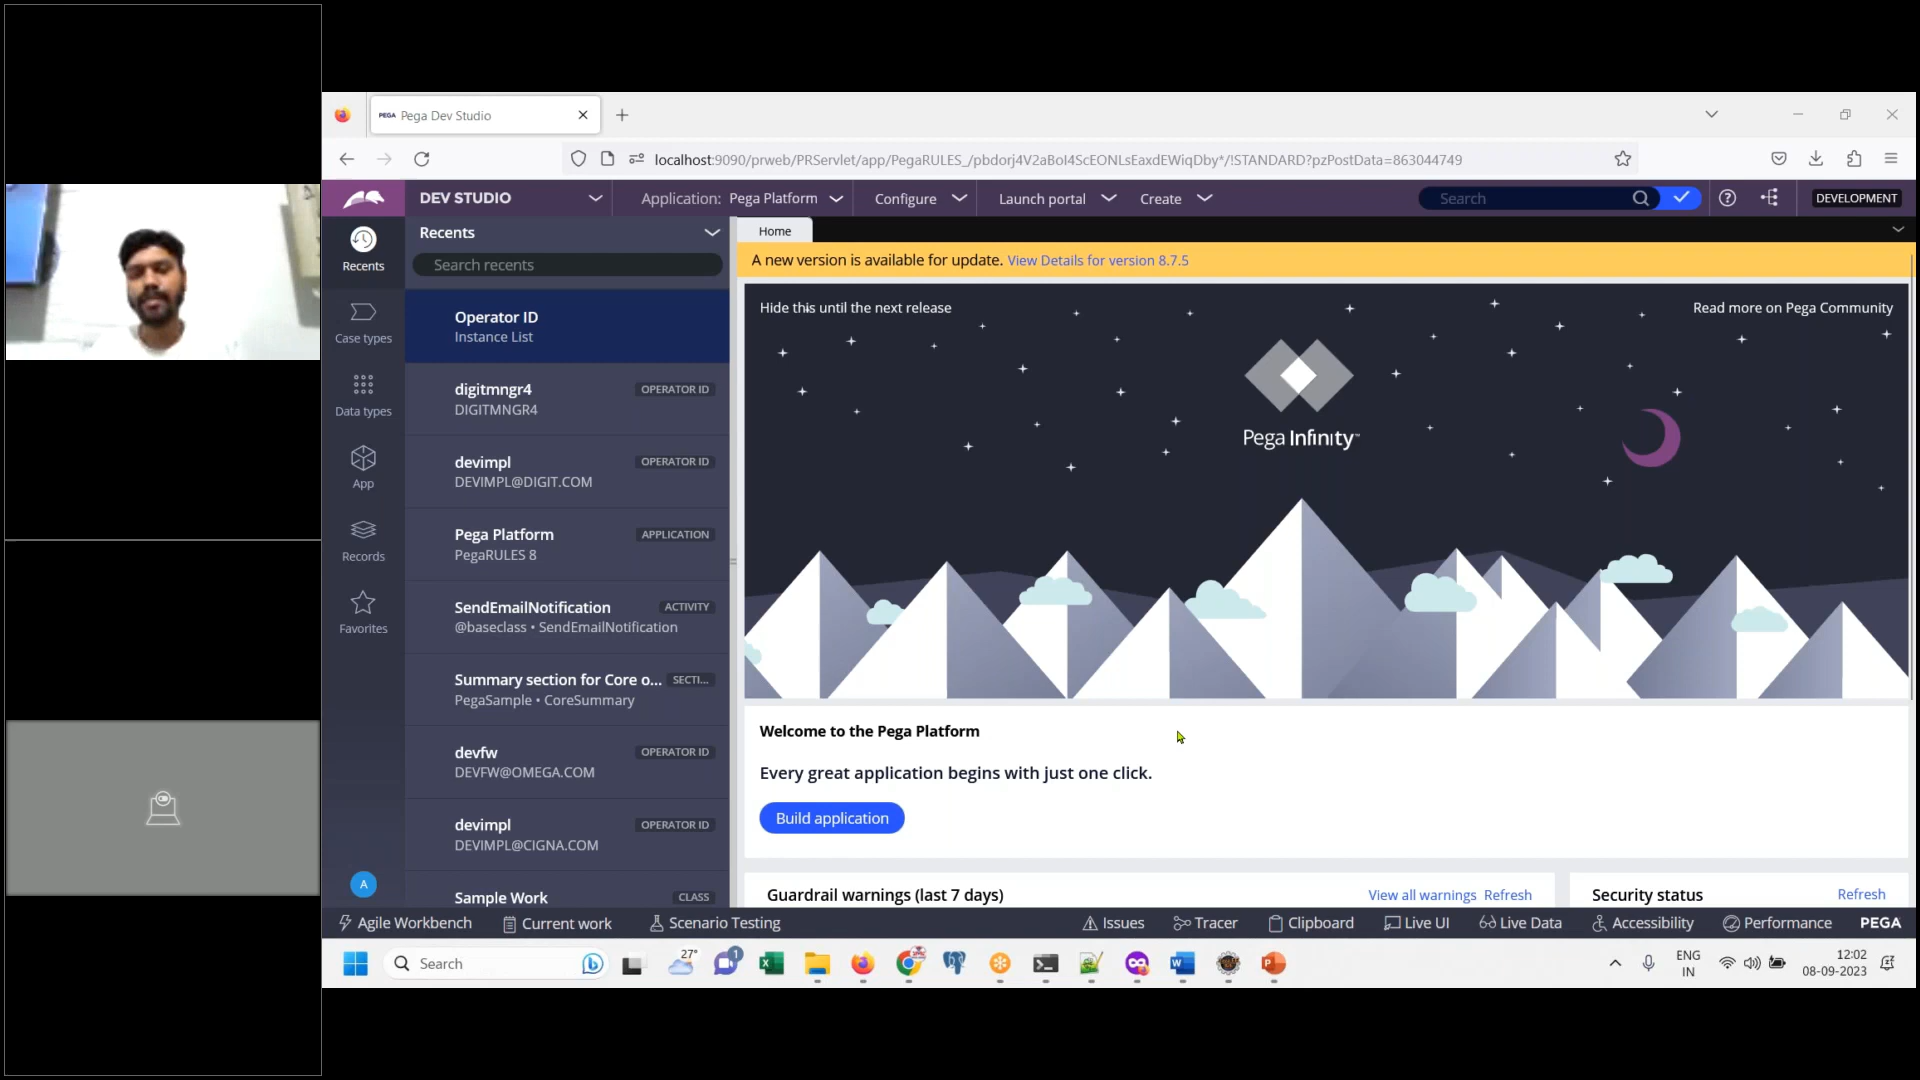 PEGA Pega Dev Studio
localhost:9090/prweb/PRServlet/app/PegaRULES_/pbdorj4V2aBoI4ScEONLsEaxdEWiqDby*/!STANDARD?pzPostData=863044749
DEV STUDIO
Application: Pega Platform
Configure
Launch portal
Create
Search
DEVELOPMENT
Recents
Case types
Data types
App
Records
Favorites
A
Recents
Search recents
Operator ID
Instance List
digitmngr4 OPERATOR ID
DIGITMNGR4
devimpl OPERATOR ID
DEVIMPL@DIGIT.COM
Pega Platform APPLICATION
PegaRULES 8
SendEmailNotification ACTIVITY
@baseclass • SendEmailNotification
Summary section for Core o... SECTI...
PegaSample • CoreSummary
devfw OPERATOR ID
DEVFW@OMEGA.COM
devimpl OPERATOR ID
DEVIMPL@CIGNA.COM
Sample Work CLASS
Home
A new version is available for update. View Details for version 8.7.5
Hide this until the next release
Read more on Pega Community
Pega Infinity™
Welcome to the Pega Platform
Every great application begins with just one click.
Build application
Guardrail warnings (last 7 days) View all warnings Refresh
Security status Refresh
Agile Workbench Current work Scenario Testing Issues Tracer Clipboard Live UI Live Data Accessibility Performance PEGA
Search
27°
1
ENG
IN
12:02
08-09-2023